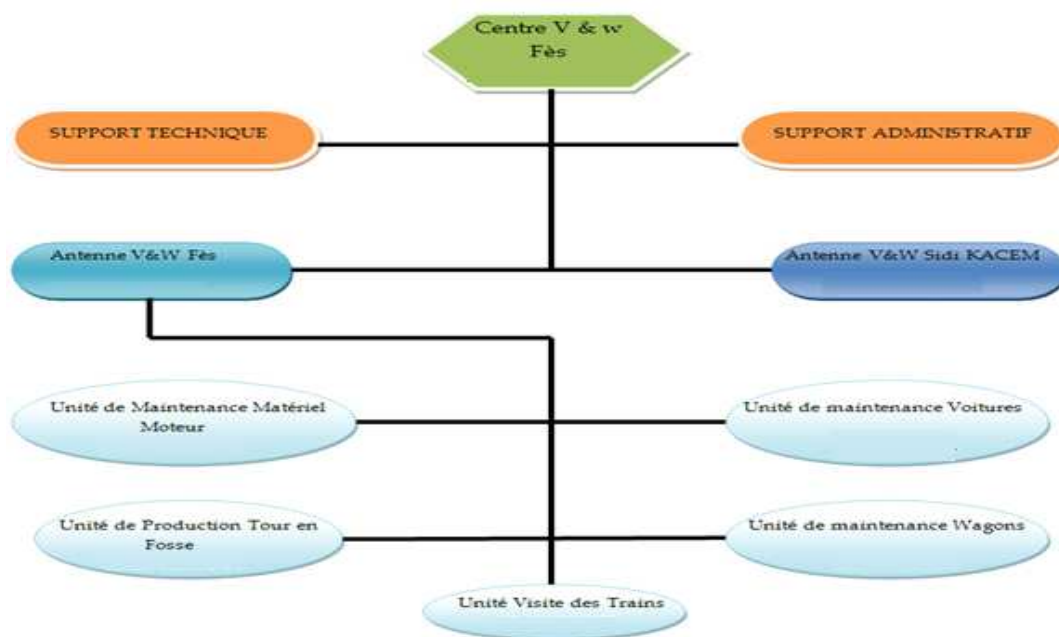 Centre V & w
Fès
SUPPORT TECHNIQUE
SUPPORT ADMINISTRATIF
Antenne V&W Fès
Antenne V&W Sidi KACEM
Unité de Maintenance Matériel
Moteur
Unité de maintenance Voitures
Unité de Production Tour en
Fosse
Unité de maintenance Wagons
Unité Visite des Trains